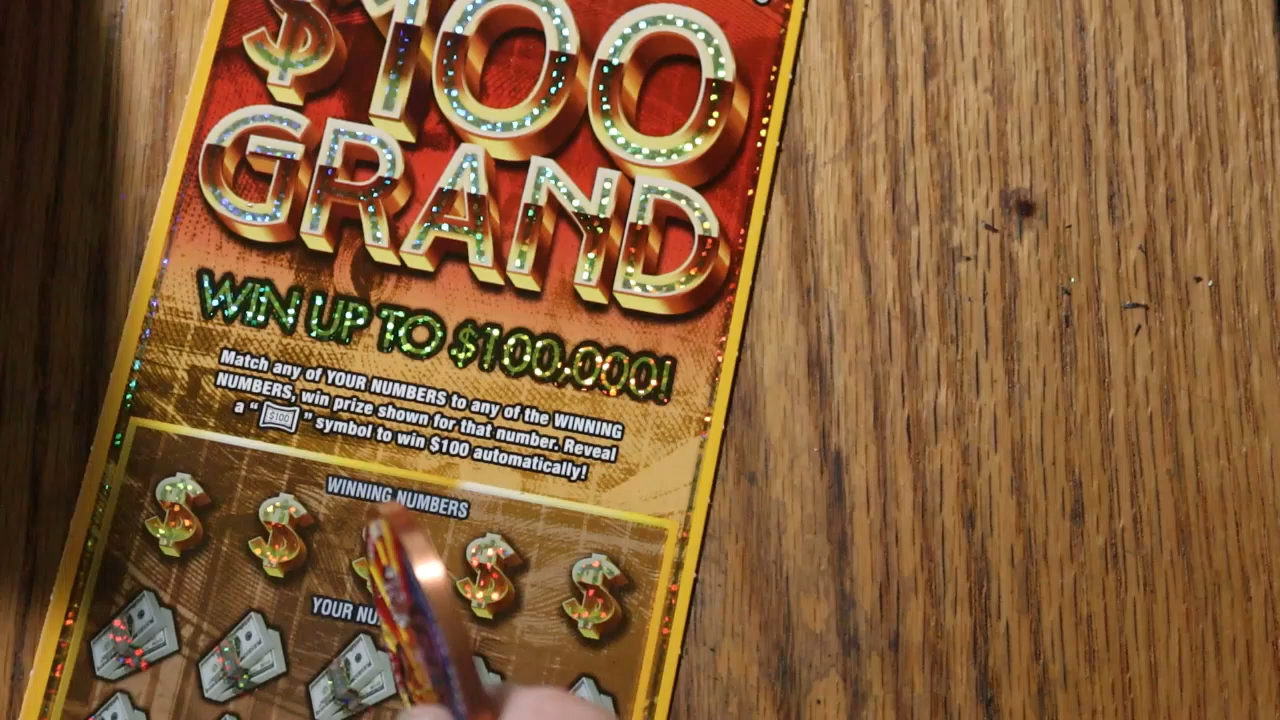 $100
GRAND
WIN UP TO $100,000!
Match any of YOUR NUMBERS to any of the WINNING
NUMBERS, win prize shown for that number. Reveal
a " $100 " symbol to win $100 automatically!
WINNING NUMBERS
YOUR NU